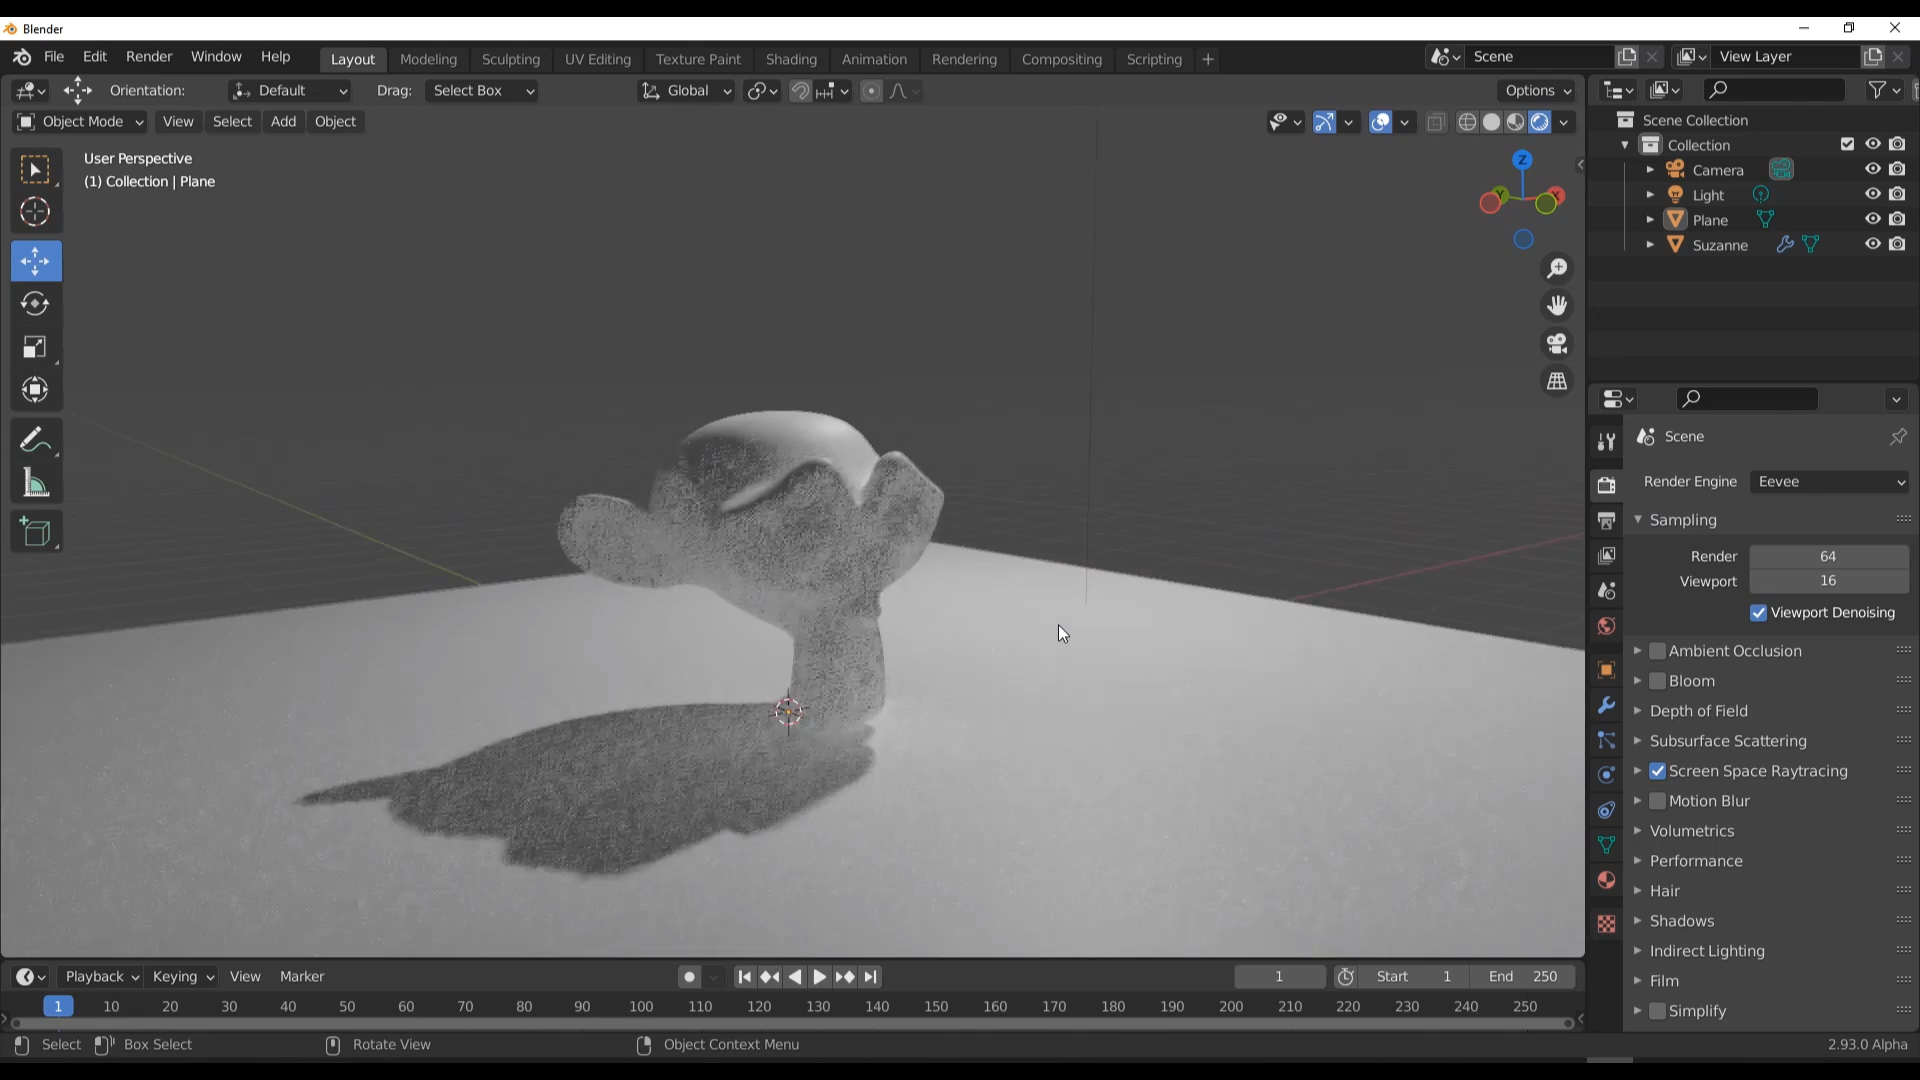 Blender
File Edit Render Window Help Layout Modeling Sculpting UV Editing Texture Paint Shading Animation Rendering Compositing Scripting + Scene View Layer
Orientation: Default Drag: Select Box Global Options
Object Mode View Select Add Object
User Perspective
(1) Collection | Plane
Z
Y X
Scene Collection
Collection
Camera
Light
Plane
Suzanne
Scene
Render Engine Eevee
Sampling
Render 64
Viewport 16
Viewport Denoising
Ambient Occlusion
Bloom
Depth of Field
Subsurface Scattering
Screen Space Raytracing
Motion Blur
Volumetrics
Performance
Hair
Shadows
Indirect Lighting
Film
Simplify
Playback Keying View Marker 1 Start 1 End 250
1 10 20 30 40 50 60 70 80 90 100 110 120 130 140 150 160 170 180 190 200 210 220 230 240 250
Select Box Select Rotate View Object Context Menu 2.93.0 Alpha